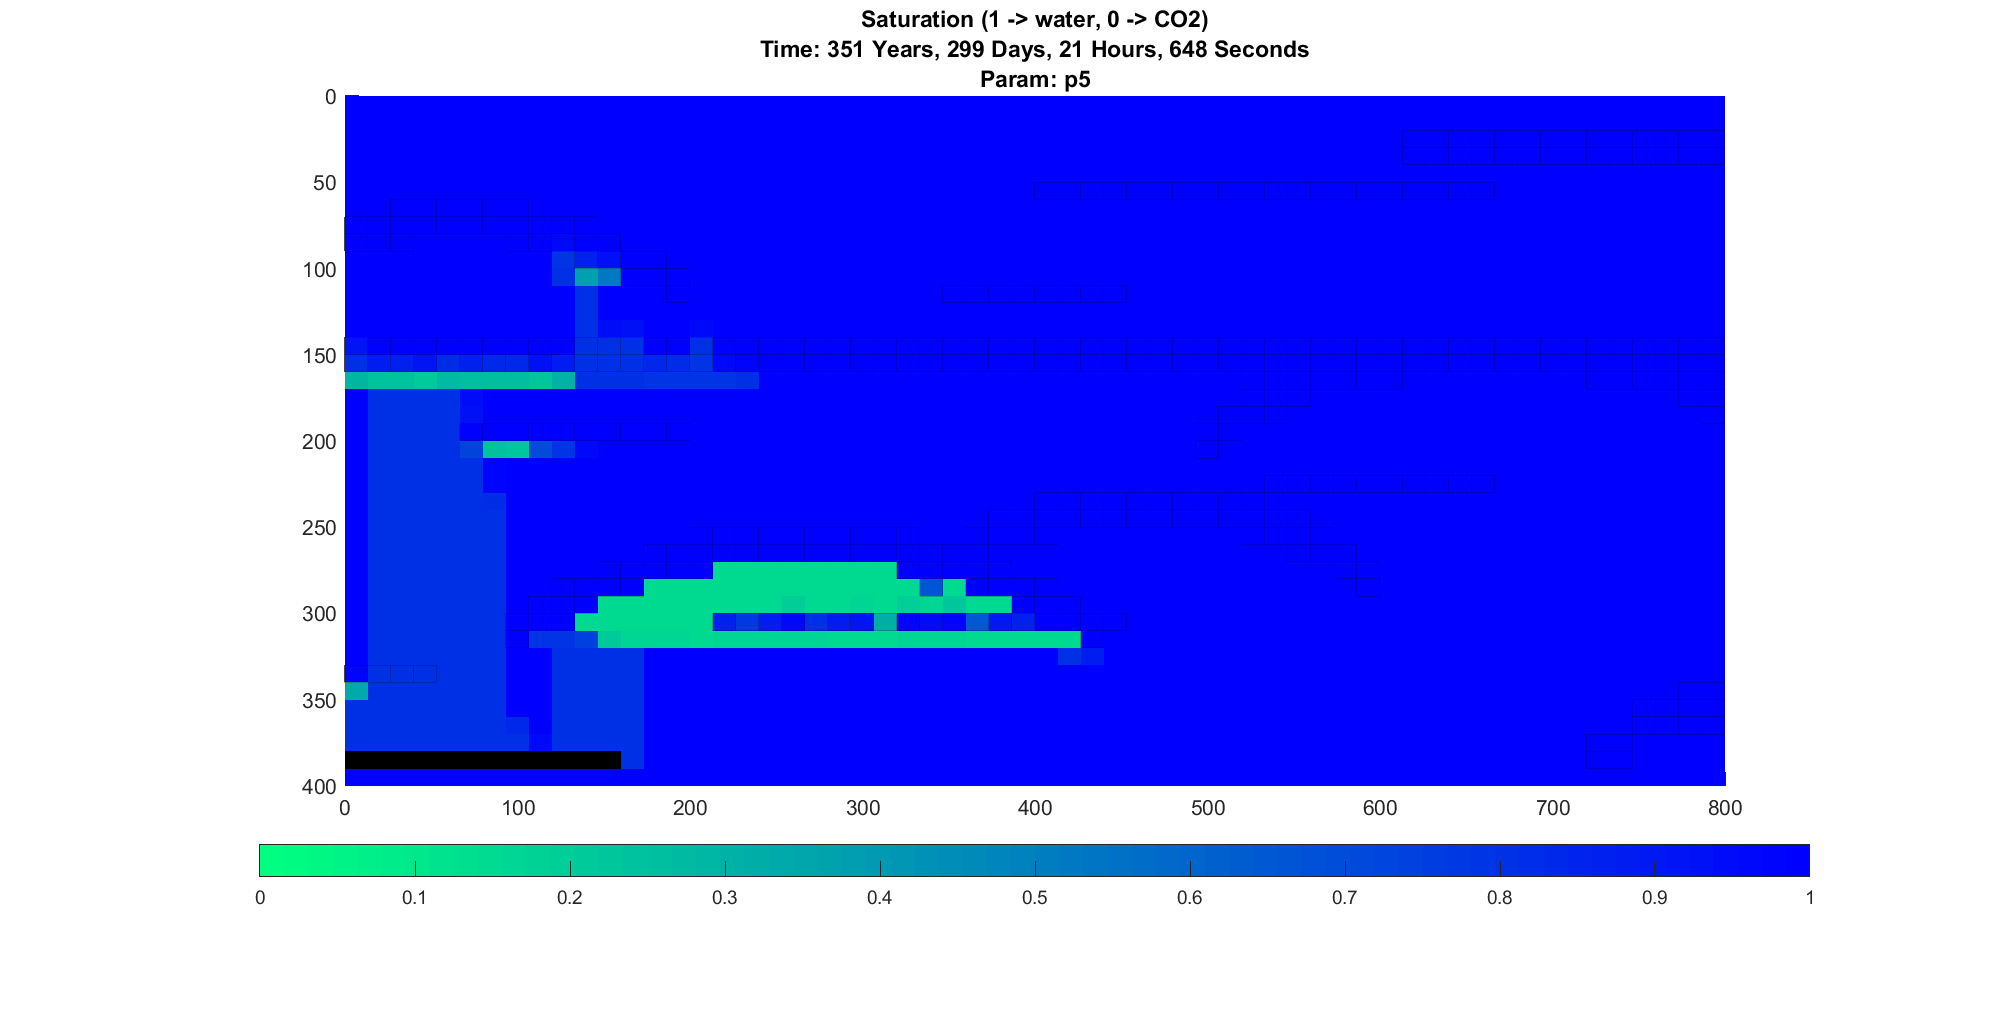 Saturation (1 -> water, 0 -> CO2)
Time: 351 Years, 299 Days, 21 Hours, 648 Seconds
Param: p5
0
50
100
150
200
250
300
350
400
0 100 200 300 400 500 600 700 800
0 0.1 0.2 0.3 0.4 0.5 0.6 0.7 0.8 0.9 1